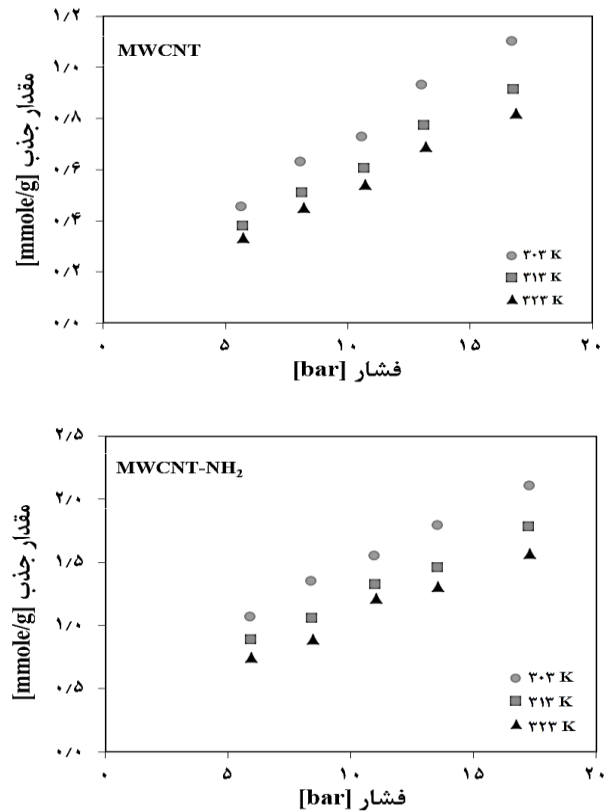 ۱٫۲
MWCNT
۱٫۰
۰٫۸
۰٫۶
۰٫۴
۰٫۲
۰٫۰
مقدار جذب [mmole/g]
۳۰۳ K
۳۱۳ K
۳۲۳ K
۰ ۵ ۱۰ ۱۵ ۲۰
فشار [bar]
۲٫۵
MWCNT-NH₂
۲٫۰
۱٫۵
۱٫۰
۰٫۵
۰٫۰
مقدار جذب [mmole/g]
۳۰۳ K
۳۱۳ K
۳۲۳ K
۰ ۵ ۱۰ ۱۵ ۲۰
فشار [bar]